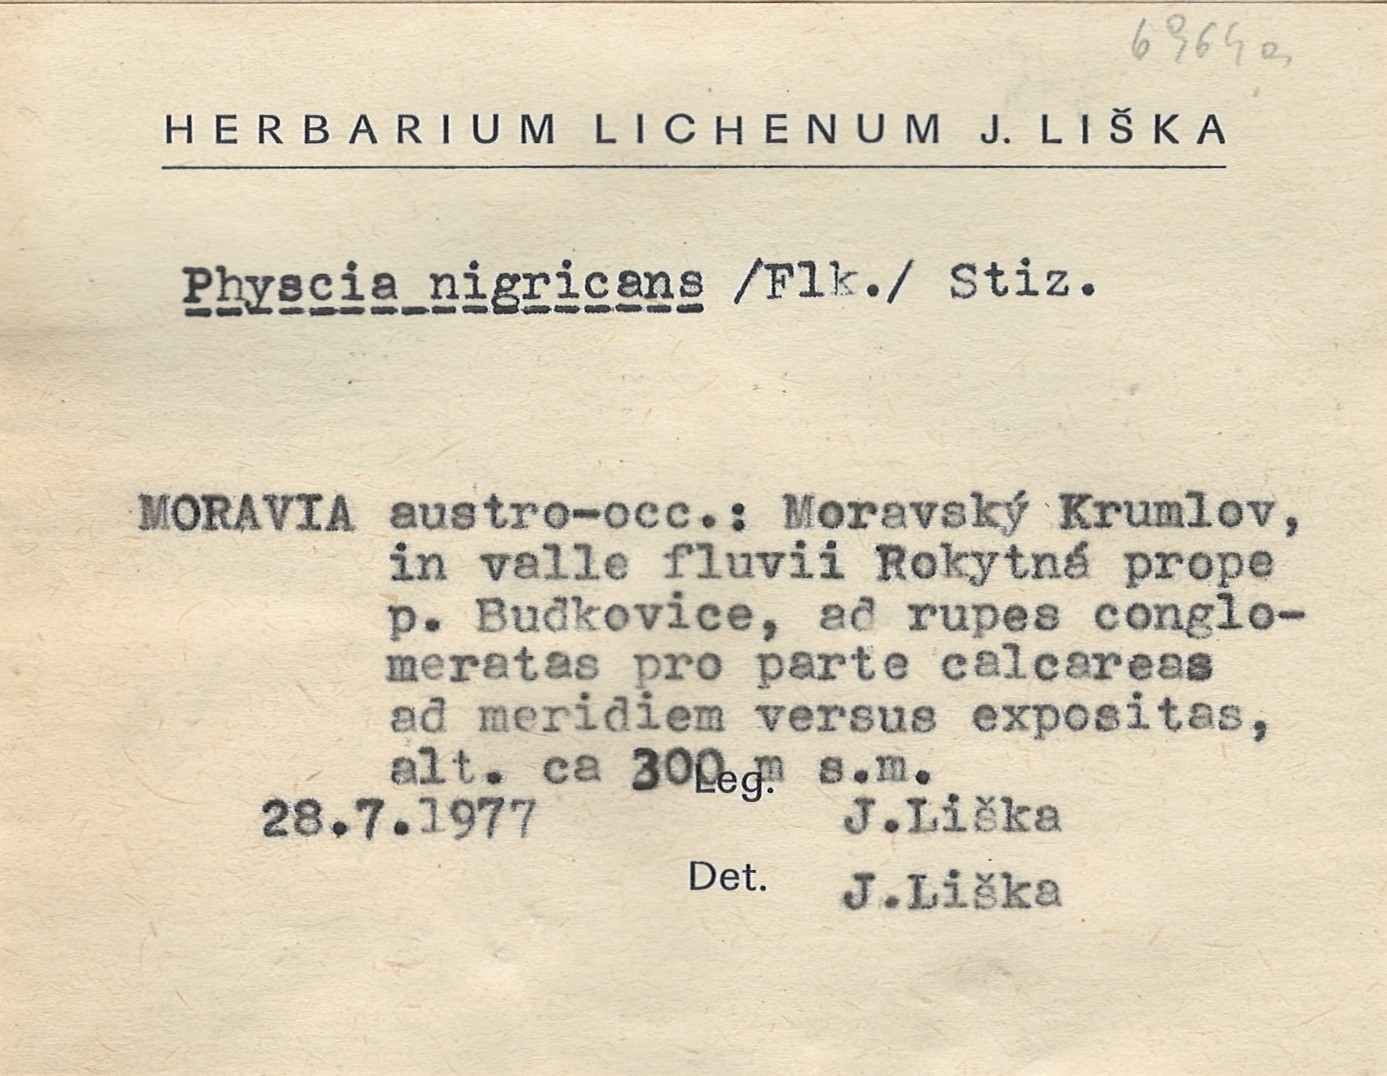 6964a
HERBARIUM LICHENUM J. LIŠKA
Physcia nigricans /Flk./ Stiz.
MORAVIA austro-occ.: Moravský Krumlov,
in valle fluvii Rokytná prope
p. Budkovice, ad rupes conglo-
meratas pro parte calcareas
ad meridiem versus expositas,
alt. ca 300 m s.m.
Leg.
28.7.1977 J.Liška
Det. J.Liška